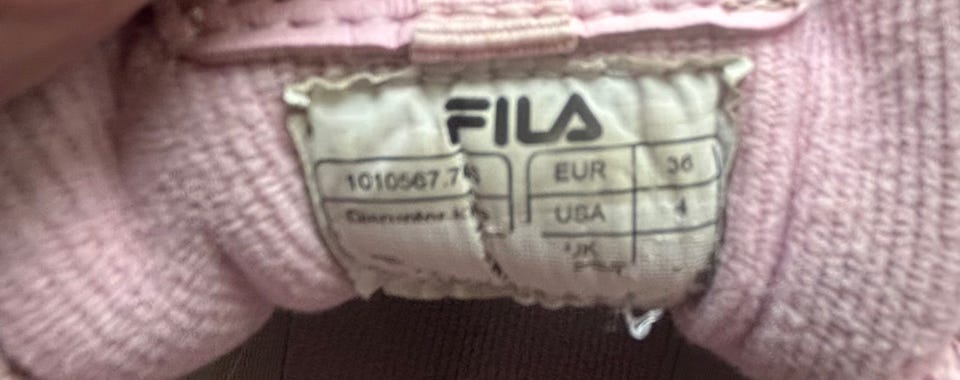 FILA
1010567.7
EUR 36
USA 4
UK